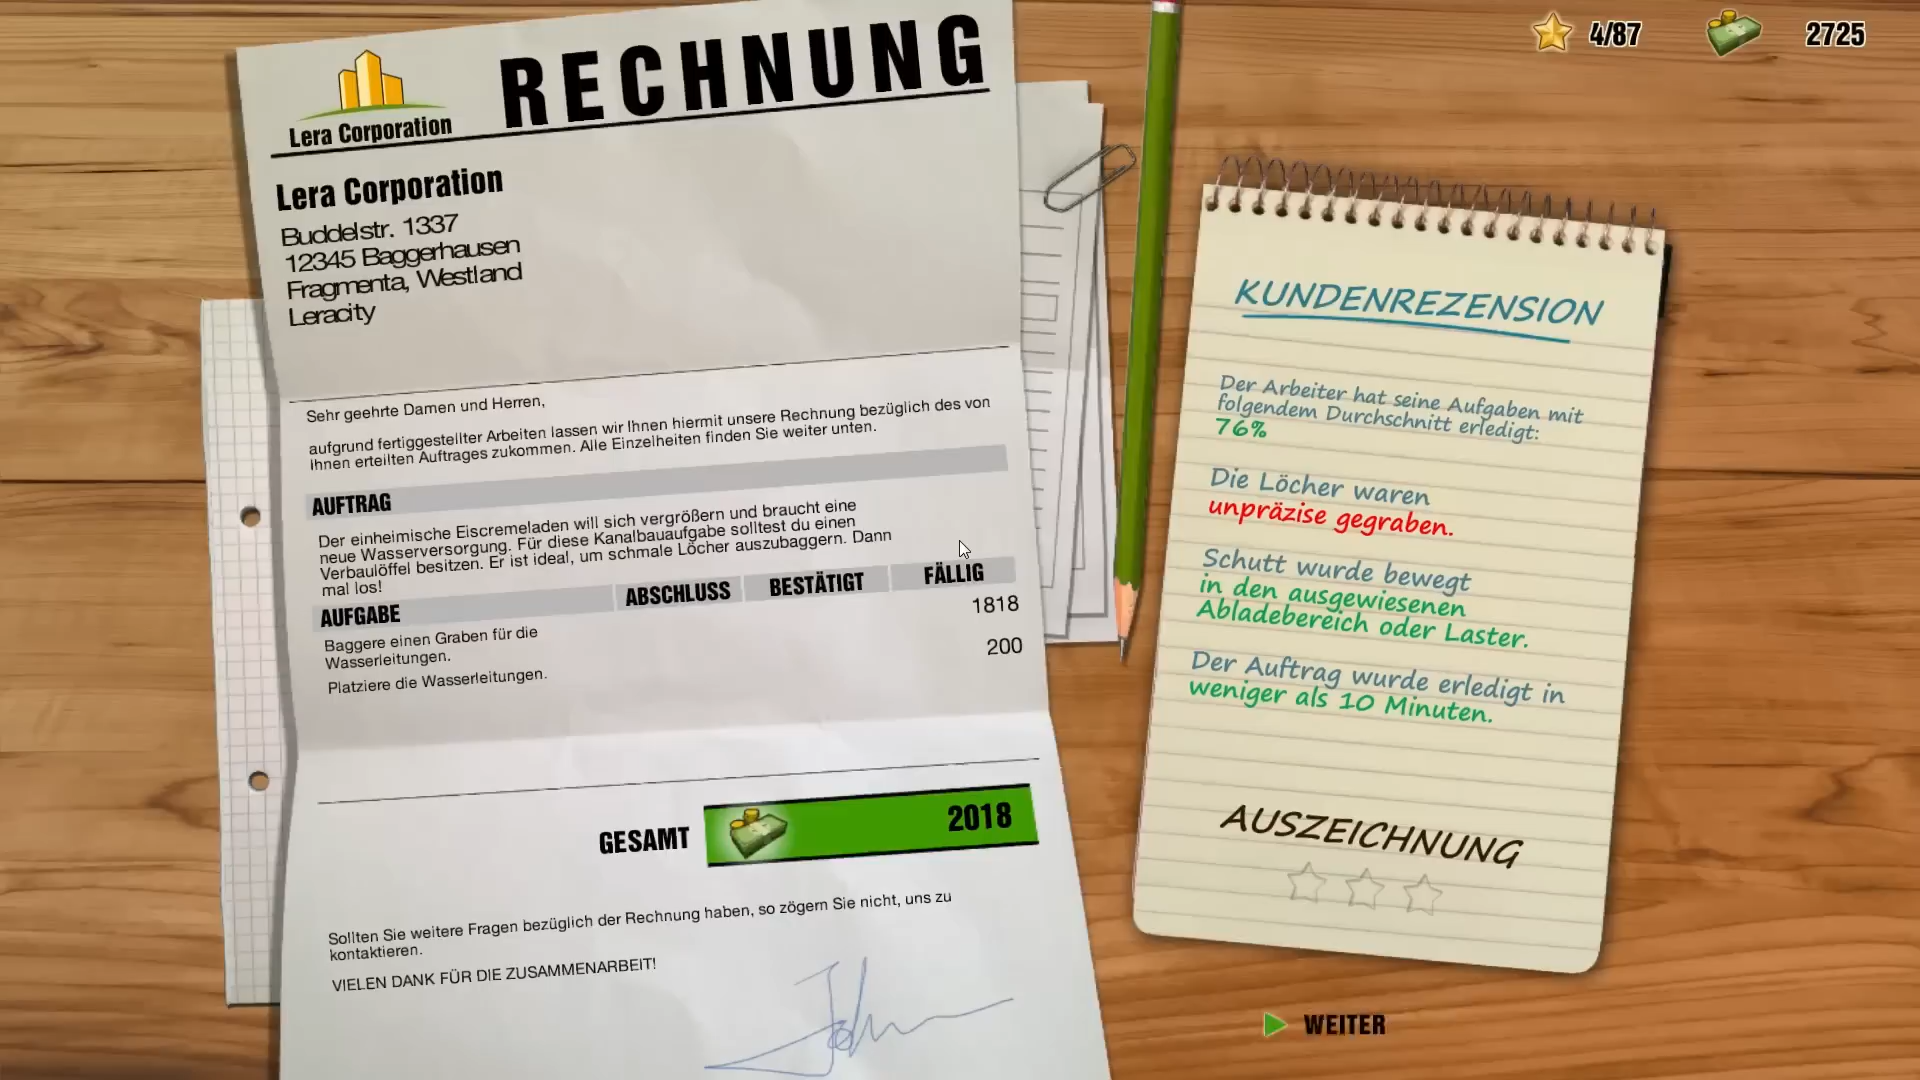 4/87
2725
RECHNUNG
Lera Corporation
Lera Corporation
Buddelstr. 1337
12345 Baggerhausen
Fragmenta, Westland
Leracity
Sehr geehrte Damen und Herren,
aufgrund fertiggestellter Arbeiten lassen wir Ihnen hiermit unsere Rechnung bezüglich des von
Ihnen erteilten Auftrages zukommen. Alle Einzelheiten finden Sie weiter unten.
AUFTRAG
Der einheimische Eiscremeladen will sich vergrößern und braucht eine
neue Wasserversorgung. Für diese Kanalbauaufgabe solltest du einen
Verbaulöffel besitzen. Er ist ideal, um schmale Löcher auszubaggern. Dann
mal los!
AUFGABE ABSCHLUSS BESTÄTIGT FÄLLIG
Baggere einen Graben für die
Wasserleitungen.
1818
Platziere die Wasserleitungen.
200
GESAMT 2018
Sollten Sie weitere Fragen bezüglich der Rechnung haben, so zögern Sie nicht, uns zu
kontaktieren.
VIELEN DANK FÜR DIE ZUSAMMENARBEIT!
John
KUNDENREZENSION
Der Arbeiter hat seine Aufgaben mit
folgendem Durchschnitt erledigt:
76%
Die Löcher waren
unpräzise gegraben.
Schutt wurde bewegt
in den ausgewiesenen
Abladebereich oder Laster.
Der Auftrag wurde erledigt in
weniger als 10 Minuten.
AUSZEICHNUNG
WEITER